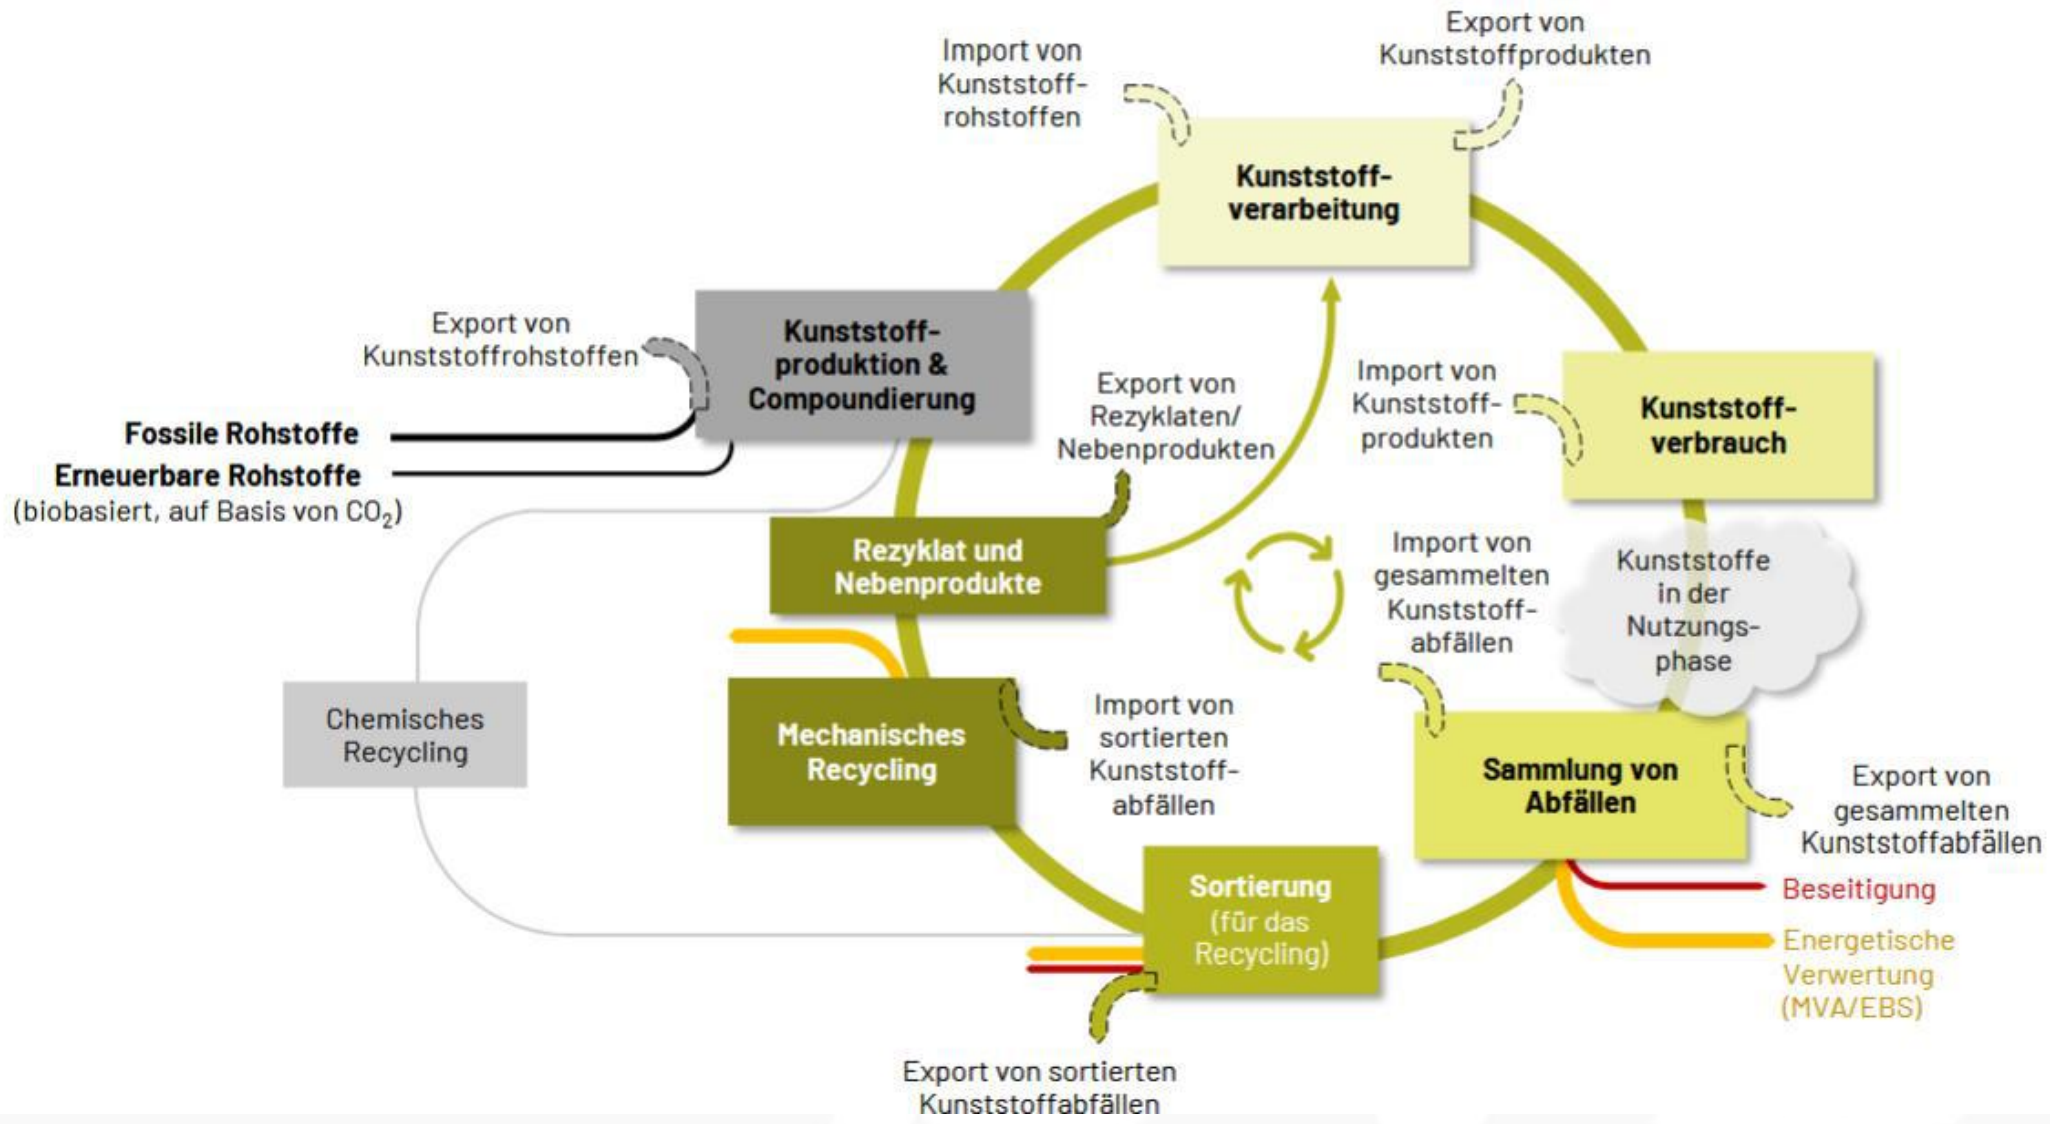 Export von
Kunststoffprodukten
Import von
Kunststoff-
rohstoffen
Kunststoff-
verarbeitung
Export von
Kunststoffrohstoffen
Kunststoff-
produktion &
Compoundierung
Fossile Rohstoffe
Erneuerbare Rohstoffe
(biobasiert, auf Basis von CO₂)
Export von
Rezyklaten/
Nebenprodukten
Import von
Kunststoff-
produkten
Kunststoff-
verbrauch
Rezyklat und
Nebenprodukte
Import von
gesammelten
Kunststoff-
abfällen
Kunststoffe
in der
Nutzungs-
phase
Chemisches
Recycling
Mechanisches
Recycling
Import von
sortierten
Kunststoff-
abfällen
Sammlung von
Abfällen
Export von
gesammelten
Kunststoffabfällen
Sortierung
(für das
Recycling)
Beseitigung
Energetische
Verwertung
(MVA/EBS)
Export von sortierten
Kunststoffabfällen